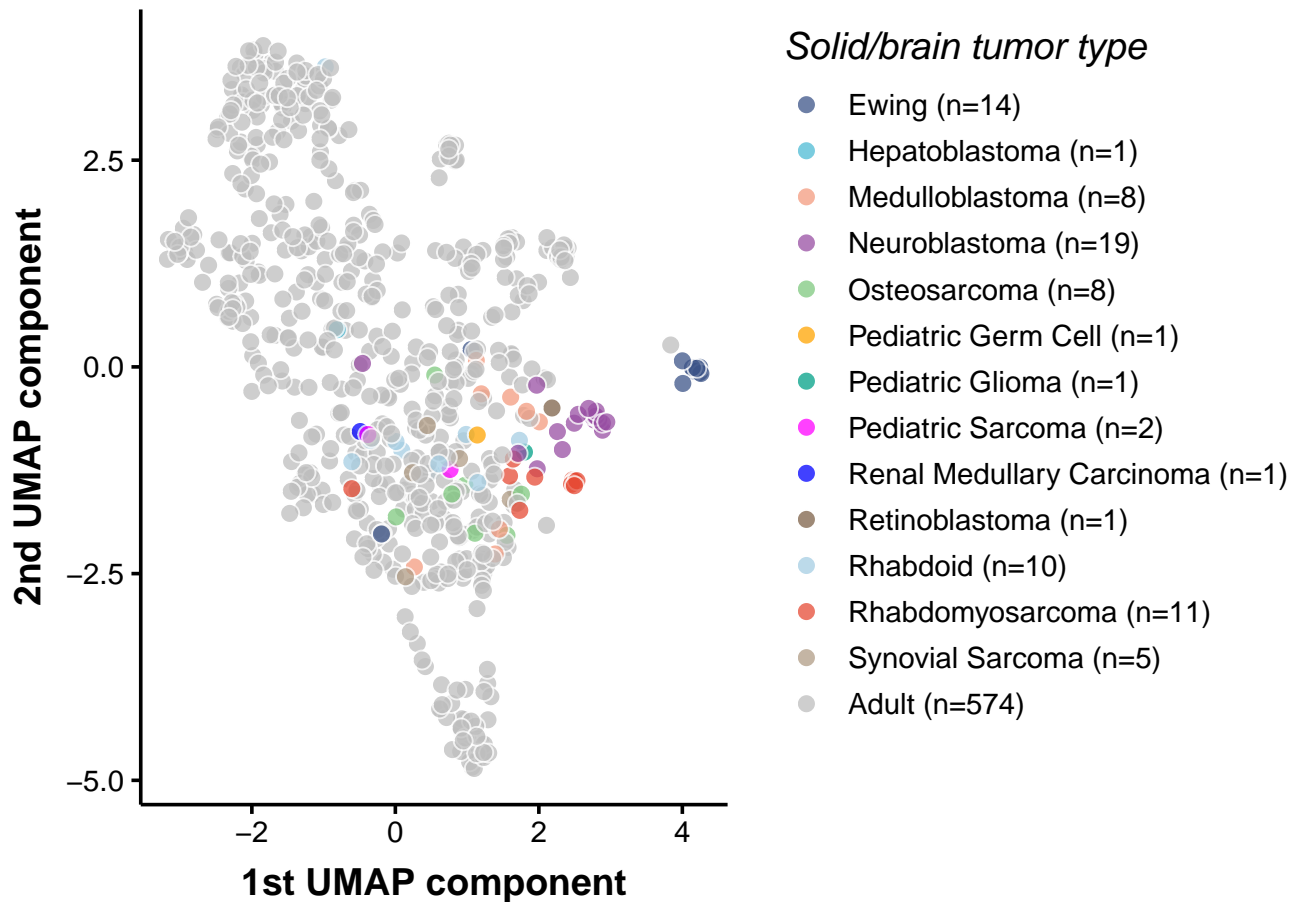 Solid/brain tumor type
Ewing (n=14)
Hepatoblastoma (n=1)
Medulloblastoma (n=8)
Neuroblastoma (n=19)
Osteosarcoma (n=8)
Pediatric Germ Cell (n=1)
Pediatric Glioma (n=1)
Pediatric Sarcoma (n=2)
Renal Medullary Carcinoma (n=1)
Retinoblastoma (n=1)
Rhabdoid (n=10)
Rhabdomyosarcoma (n=11)
Synovial Sarcoma (n=5)
Adult (n=574)
2nd UMAP component
2.5
0.0
−2.5
−5.0
−2 0 2 4
1st UMAP component